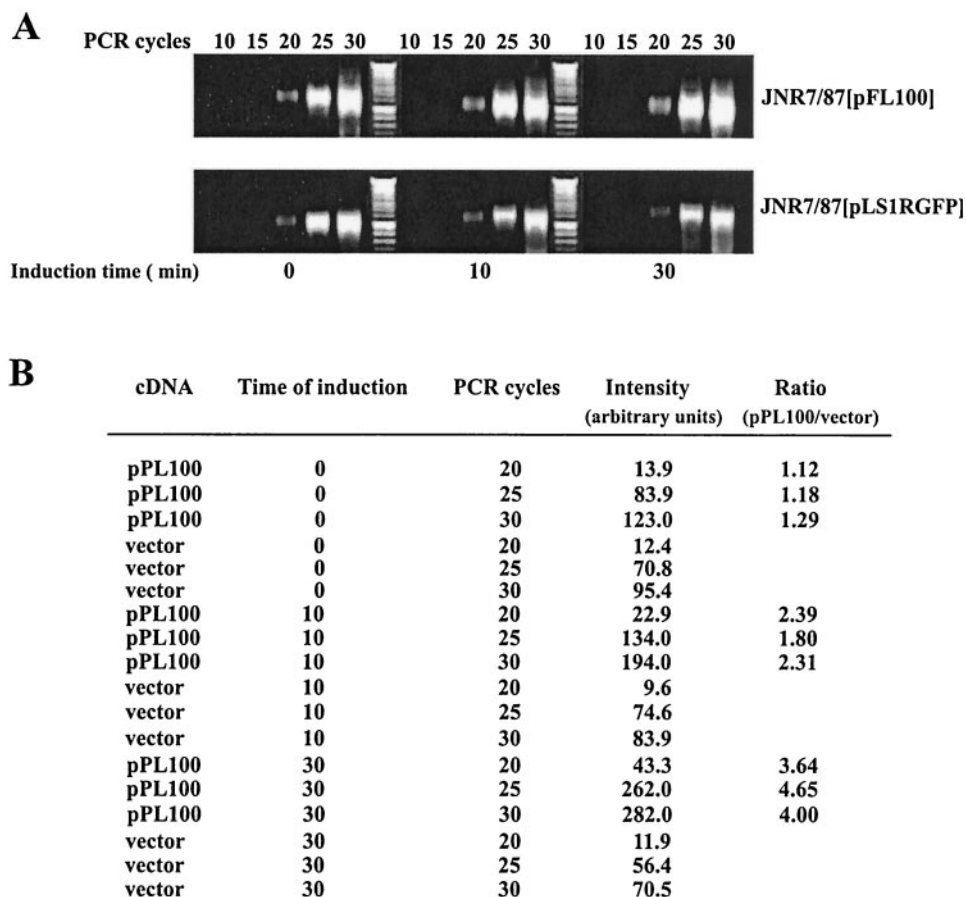 A
PCR cycles 10 15 20 25 30 10 15 20 25 30 10 15 20 25 30
JNR7/87[pFL100]
JNR7/87[pLS1RGFP]
Induction time ( min) 0 10 30
B
cDNA Time of induction PCR cycles Intensity Ratio
(arbitrary units) (pPL100/vector)
pPL100 0 20 13.9 1.12
pPL100 0 25 83.9 1.18
pPL100 0 30 123.0 1.29
vector 0 20 12.4
vector 0 25 70.8
vector 0 30 95.4
pPL100 10 20 22.9 2.39
pPL100 10 25 134.0 1.80
pPL100 10 30 194.0 2.31
vector 10 20 9.6
vector 10 25 74.6
vector 10 30 83.9
pPL100 30 20 43.3 3.64
pPL100 30 25 262.0 4.65
pPL100 30 30 282.0 4.00
vector 30 20 11.9
vector 30 25 56.4
vector 30 30 70.5